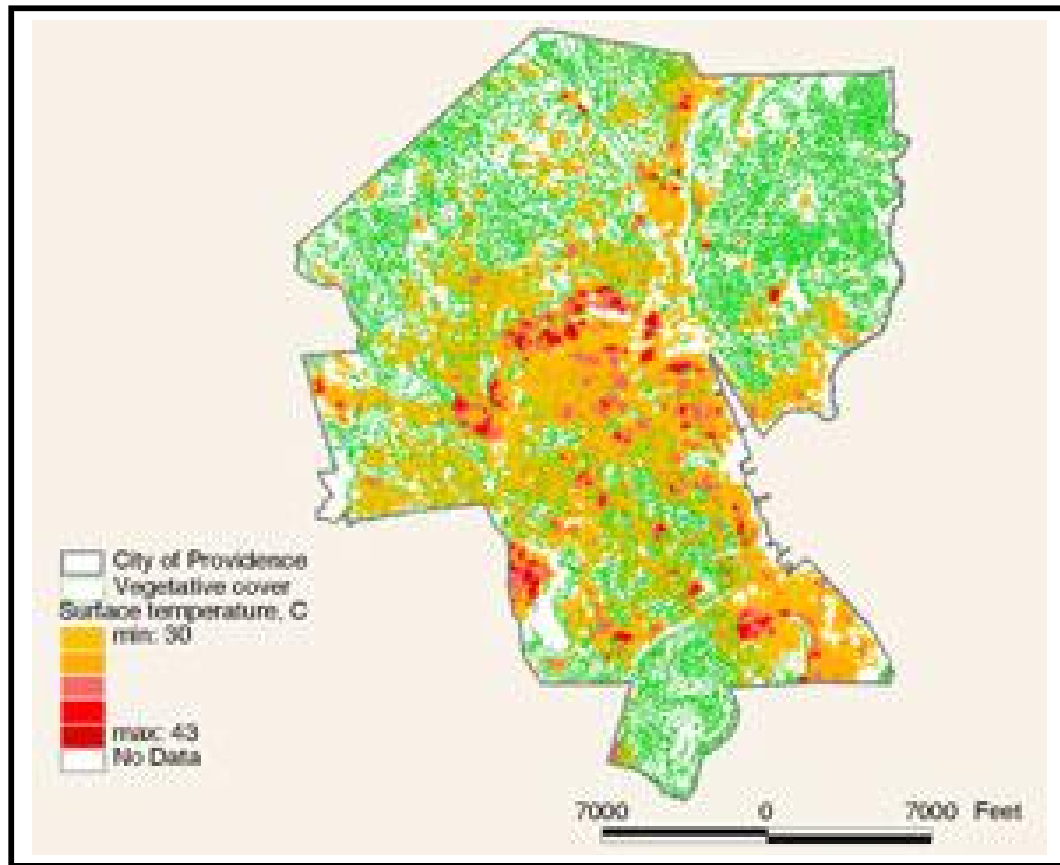 City of Providence
Vegetative cover
Surface temperature, C
min: 30
max: 43
No Data
7000 0 7000 Feet